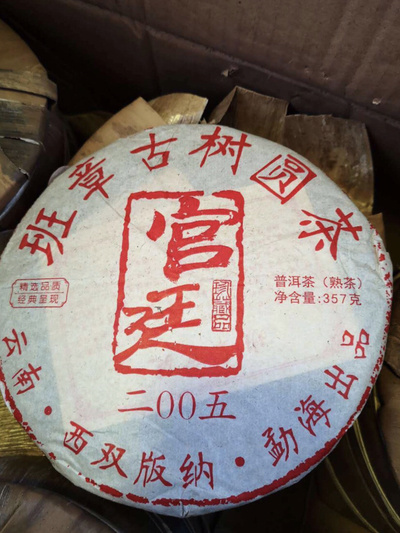 班章古树圆茶
宫廷
精选品质
经典呈现
普洱茶（熟茶）
净含量:357克
二00五
云南·西双版纳·勐海出品